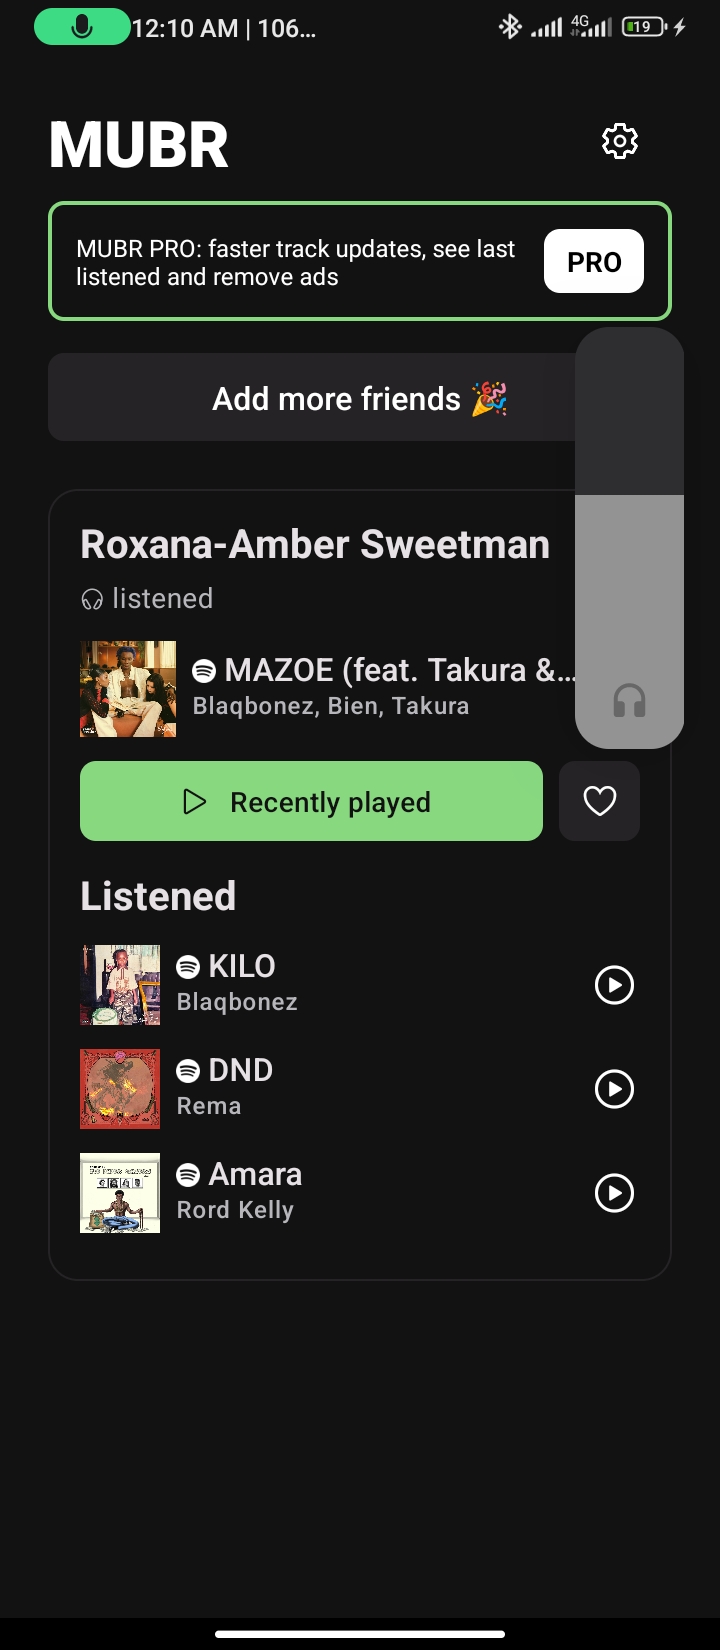 12:10 AM | 106...
4G
19
MUBR
MUBR PRO: faster track updates, see last
listened and remove ads
PRO
Add more friends 🎉
Roxana-Amber Sweetman
listened
MAZOE (feat. Takura &...
Blaqbonez, Bien, Takura
Recently played
Listened
KILO
Blaqbonez
DND
Rema
Amara
Rord Kelly